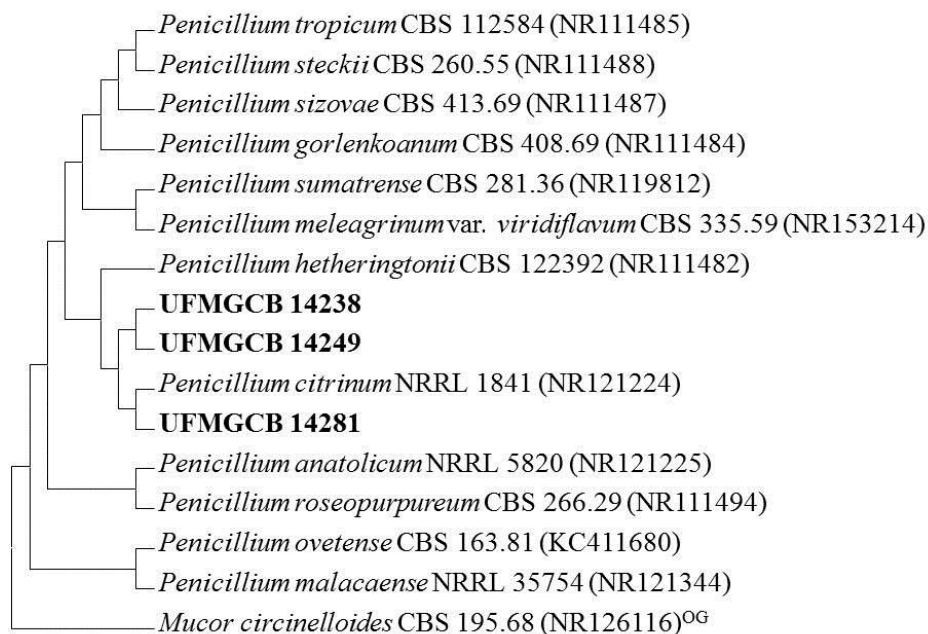 Penicillium tropicum CBS 112584 (NR111485)
Penicillium steckii CBS 260.55 (NR111488)
Penicillium sizovae CBS 413.69 (NR111487)
Penicillium gorlenkoanum CBS 408.69 (NR111484)
Penicillium sumatrense CBS 281.36 (NR119812)
Penicillium meleagrinum var. viridiflavum CBS 335.59 (NR153214)
Penicillium hetheringtonii CBS 122392 (NR111482)
UFMGCB 14238
UFMGCB 14249
Penicillium citrinum NRRL 1841 (NR121224)
UFMGCB 14281
Penicillium anatolicum NRRL 5820 (NR121225)
Penicillium roseopurpureum CBS 266.29 (NR111494)
Penicillium ovetense CBS 163.81 (KC411680)
Penicillium malacaense NRRL 35754 (NR121344)
Mucor circinelloides CBS 195.68 (NR126116)OG